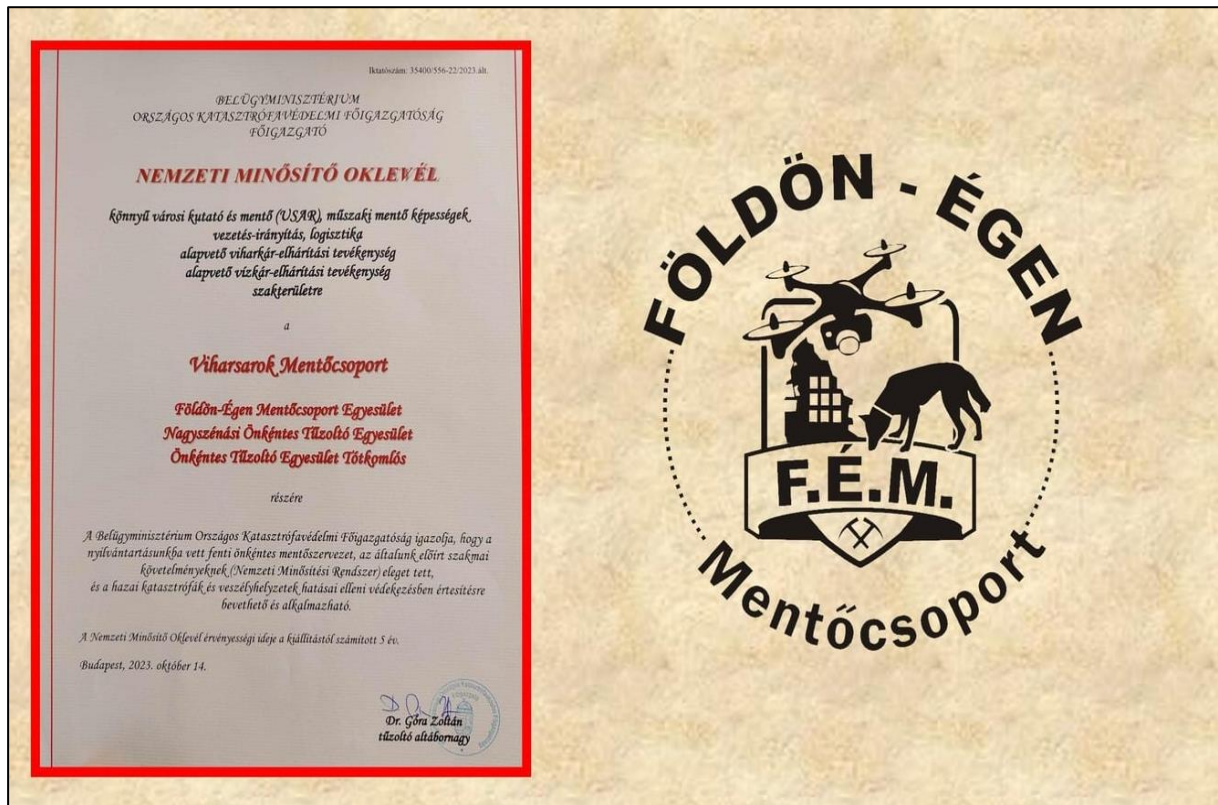 Iktatószám: 35400/556-22/2023.ált.
BELÜGYMINISZTÉRIUM
ORSZÁGOS KATASZTRÓFAVÉDELMI FŐIGAZGATÓSÁG
FŐIGAZGATÓ
NEMZETI MINŐSÍTŐ OKLEVÉL
könnyű városi kutató és mentő (USAR), műszaki mentő képességek
vezetés-irányítás, logisztika
alapvető viharkár-elhárítási tevékenység
alapvető vízkár-elhárítási tevékenység
szakterületre
a
Viharsarok Mentőcsoport
Földön-Égen Mentőcsoport Egyesület
Nagyszénási Önkéntes Tűzoltó Egyesület
Önkéntes Tűzoltó Egyesület Tótkomlós
részére
A Belügyminisztérium Országos Katasztrófavédelmi Főigazgatóság igazolja, hogy a
nyilvántartásunkba vett fenti önkéntes mentőszervezet, az általunk előírt szakmai
követelményeknek (Nemzeti Minősítési Rendszer) eleget tett,
és a hazai katasztrófák és veszélyhelyzetek hatásai elleni védekezésben értesítésre
bevethető és alkalmazható.
A Nemzeti Minősítő Oklevél érvényességi ideje a kiállítástól számított 5 év.
Budapest, 2023. október 14.
Dr. Góra Zoltán
tűzoltó altábornagy
FÖLDÖN - ÉGEN
F.É.M.
Mentőcsoport